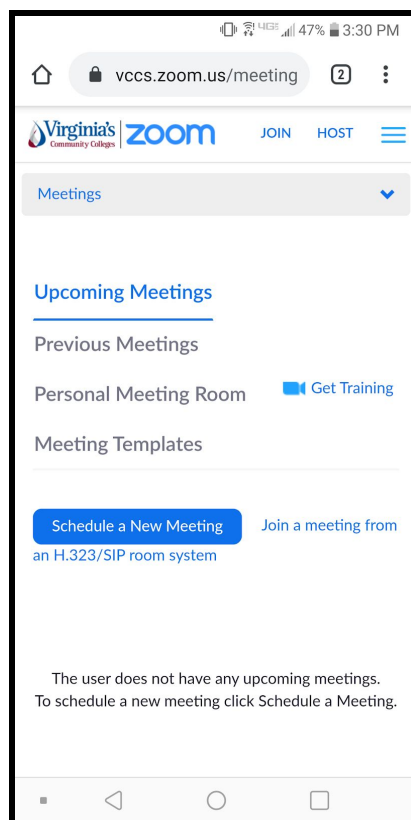 4GE 47% 3:30 PM
vccs.zoom.us/meeting 2
Virginia's zoom JOIN HOST
Community Colleges
Meetings
Upcoming Meetings
Previous Meetings
Personal Meeting Room Get Training
Meeting Templates
Schedule a New Meeting Join a meeting from
an H.323/SIP room system
The user does not have any upcoming meetings.
To schedule a new meeting click Schedule a Meeting.